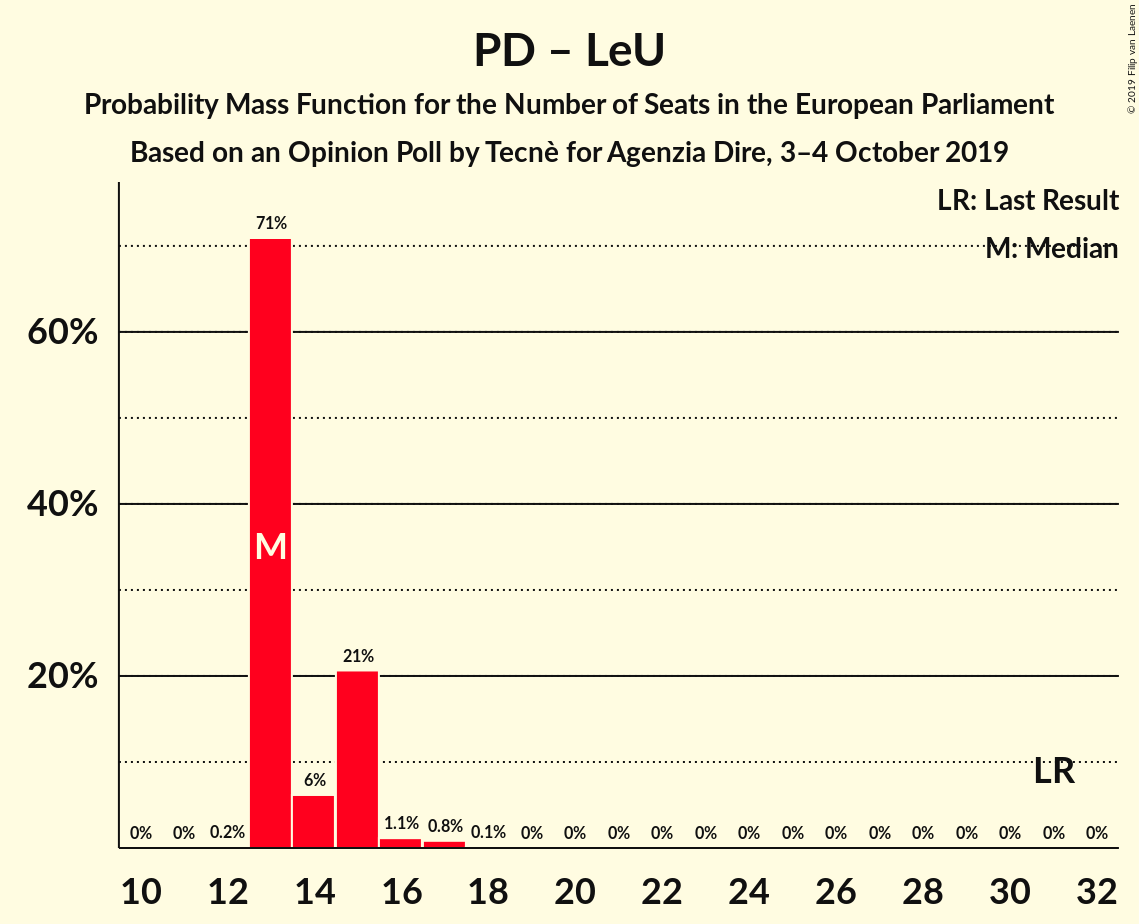 PD – LeU
Probability Mass Function for the Number of Seats in the European Parliament
Based on an Opinion Poll by Tecnè for Agenzia Dire, 3–4 October 2019
© 2019 Filip van Laenen
LR: Last Result
M: Median
60%
40%
20%
71%
M
21%
6%
LR
0% 0% 0.2% 1.1% 0.8% 0.1% 0% 0% 0% 0% 0% 0% 0% 0% 0% 0% 0% 0% 0% 0%
10 12 14 16 18 20 22 24 26 28 30 32